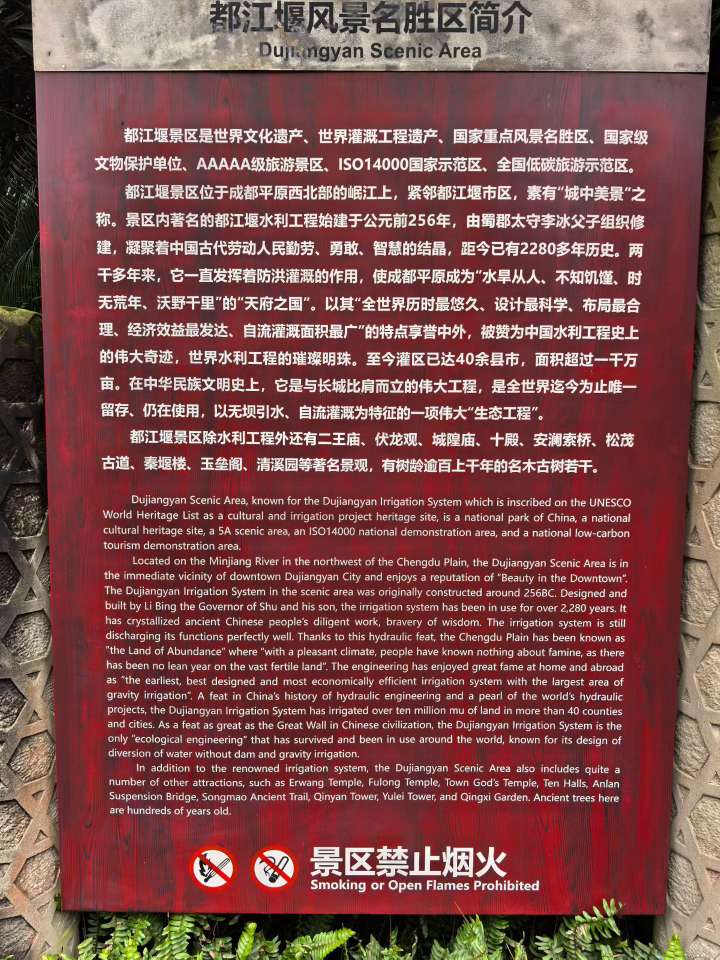 都江堰风景名胜区简介
Dujiangyan Scenic Area
都江堰景区是世界文化遗产、世界灌溉工程遗产、国家重点风景名胜区、国家级
文物保护单位、AAAAA级旅游景区、ISO14000国家示范区、全国低碳旅游示范区。
都江堰景区位于成都平原西北部的岷江上，紧邻都江堰市区，素有“城中美景”之
称。景区内著名的都江堰水利工程始建于公元前256年，由蜀郡太守李冰父子组织修
建，凝聚着中国古代劳动人民勤劳、勇敢、智慧的结晶，距今已有2280多年历史。两
千多年来，它一直发挥着防洪灌溉的作用，使成都平原成为“水旱从人、不知饥馑、时
无荒年、沃野千里”的“天府之国”。以其“全世界历时最悠久、设计最科学、布局最合
理、经济效益最发达、自流灌溉面积最广”的特点享誉中外，被赞为中国水利工程史上
的伟大奇迹，世界水利工程的璀璨明珠。至今灌区已达40余县市，面积超过一千万
亩。在中华民族文明史上，它是与长城比肩而立的伟大工程，是全世界迄今为止唯一
留存、仍在使用，以无坝引水、自流灌溉为特征的一项伟大“生态工程”。
都江堰景区除水利工程外还有二王庙、伏龙观、城隍庙、十殿、安澜索桥、松茂
古道、秦堰楼、玉垒阁、清溪园等著名景观，有树龄逾百上千年的名木古树若干。
Dujiangyan Scenic Area, known for the Dujiangyan Irrigation System which is inscribed on the UNESCO
World Heritage List as a cultural and irrigation project heritage site, is a national park of China, a national
cultural heritage site, a 5A scenic area, an ISO14000 national demonstration area, and a national low-carbon
tourism demonstration area.
Located on the Minjiang River in the northwest of the Chengdu Plain, the Dujiangyan Scenic Area is in
the immediate vicinity of downtown Dujiangyan City and enjoys a reputation of “Beauty in the Downtown”.
The Dujiangyan Irrigation System in the scenic area was originally constructed around 256BC. Designed and
built by Li Bing the Governor of Shu and his son, the irrigation system has been in use for over 2,280 years. It
has crystallized ancient Chinese people’s diligent work, bravery of wisdom. The irrigation system is still
discharging its functions perfectly well. Thanks to this hydraulic feat, the Chengdu Plain has been known as
“the Land of Abundance” where “with a pleasant climate, people have known nothing about famine, as there
has been no lean year on the vast fertile land”. The engineering has enjoyed great fame at home and abroad
as “the earliest, best designed and most economically efficient irrigation system with the largest area of
gravity irrigation”. A feat in China’s history of hydraulic engineering and a pearl of the world’s hydraulic
projects, the Dujiangyan Irrigation System has irrigated over ten million mu of land in more than 40 counties
and cities. As a feat as great as the Great Wall in Chinese civilization, the Dujiangyan Irrigation System is the
only “ecological engineering” that has survived and been in use around the world, known for its design of
diversion of water without dam and gravity irrigation.
In addition to the renowned irrigation system, the Dujiangyan Scenic Area also includes quite a
number of other attractions, such as Erwang Temple, Fulong Temple, Town God’s Temple, Ten Halls, Anlan
Suspension Bridge, Songmao Ancient Trail, Qinyan Tower, Yulei Tower, and Qingxi Garden. Ancient trees here
are hundreds of years old.
景区禁止烟火
Smoking or Open Flames Prohibited